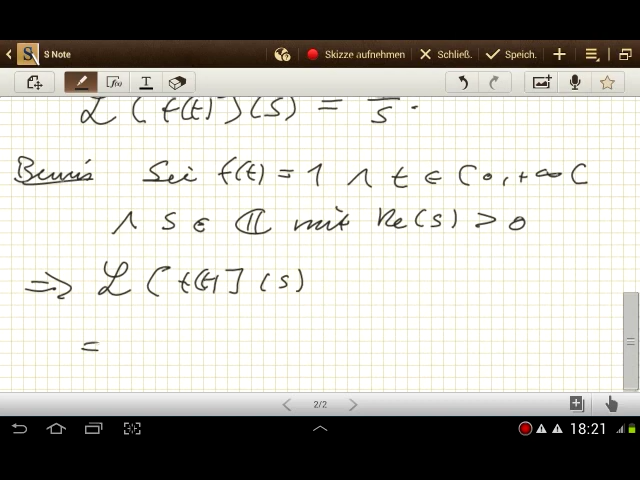 S Note
Skizze aufnehmen
Schließ.
Speich.
ℒ[f(t)](s) = 1/s .
Beweis Sei f(t) = 1 ∧ t ∈ [0, +∞[
∧ s ∈ ℂ mit Re(s) > 0
=> ℒ[f(t)](s)
=
2/2
18:21